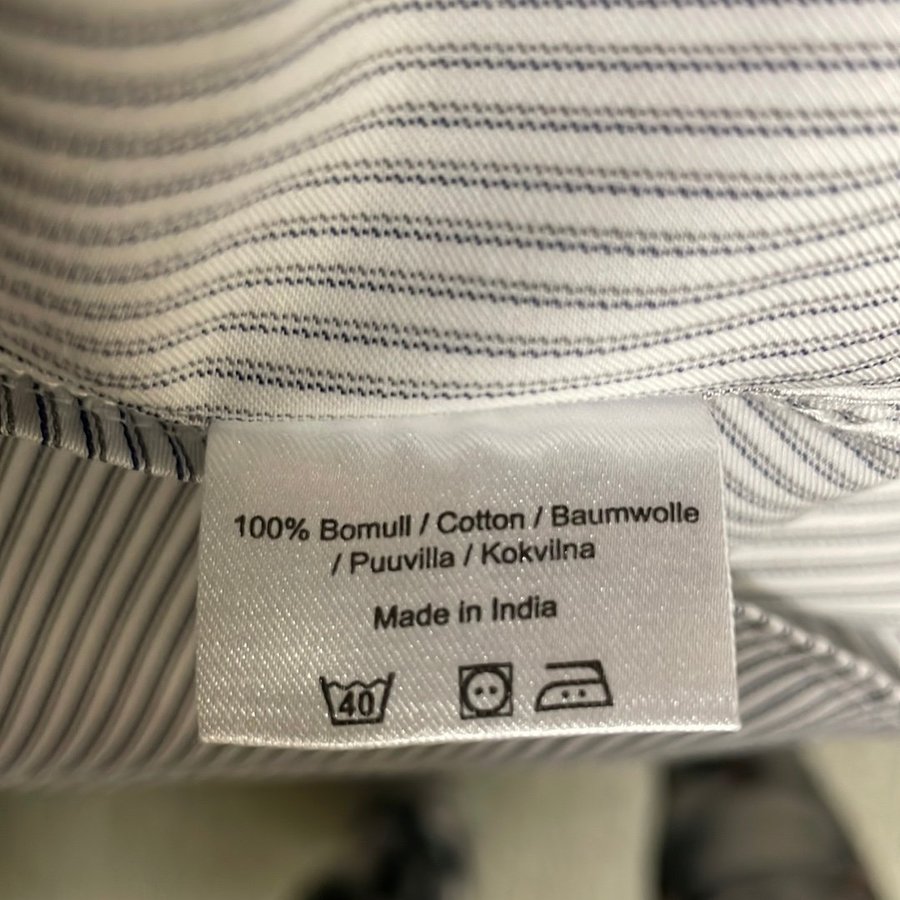 100% Bomull / Cotton / Baumwolle
/ Puuvilla / Kokvilna
Made in India
40